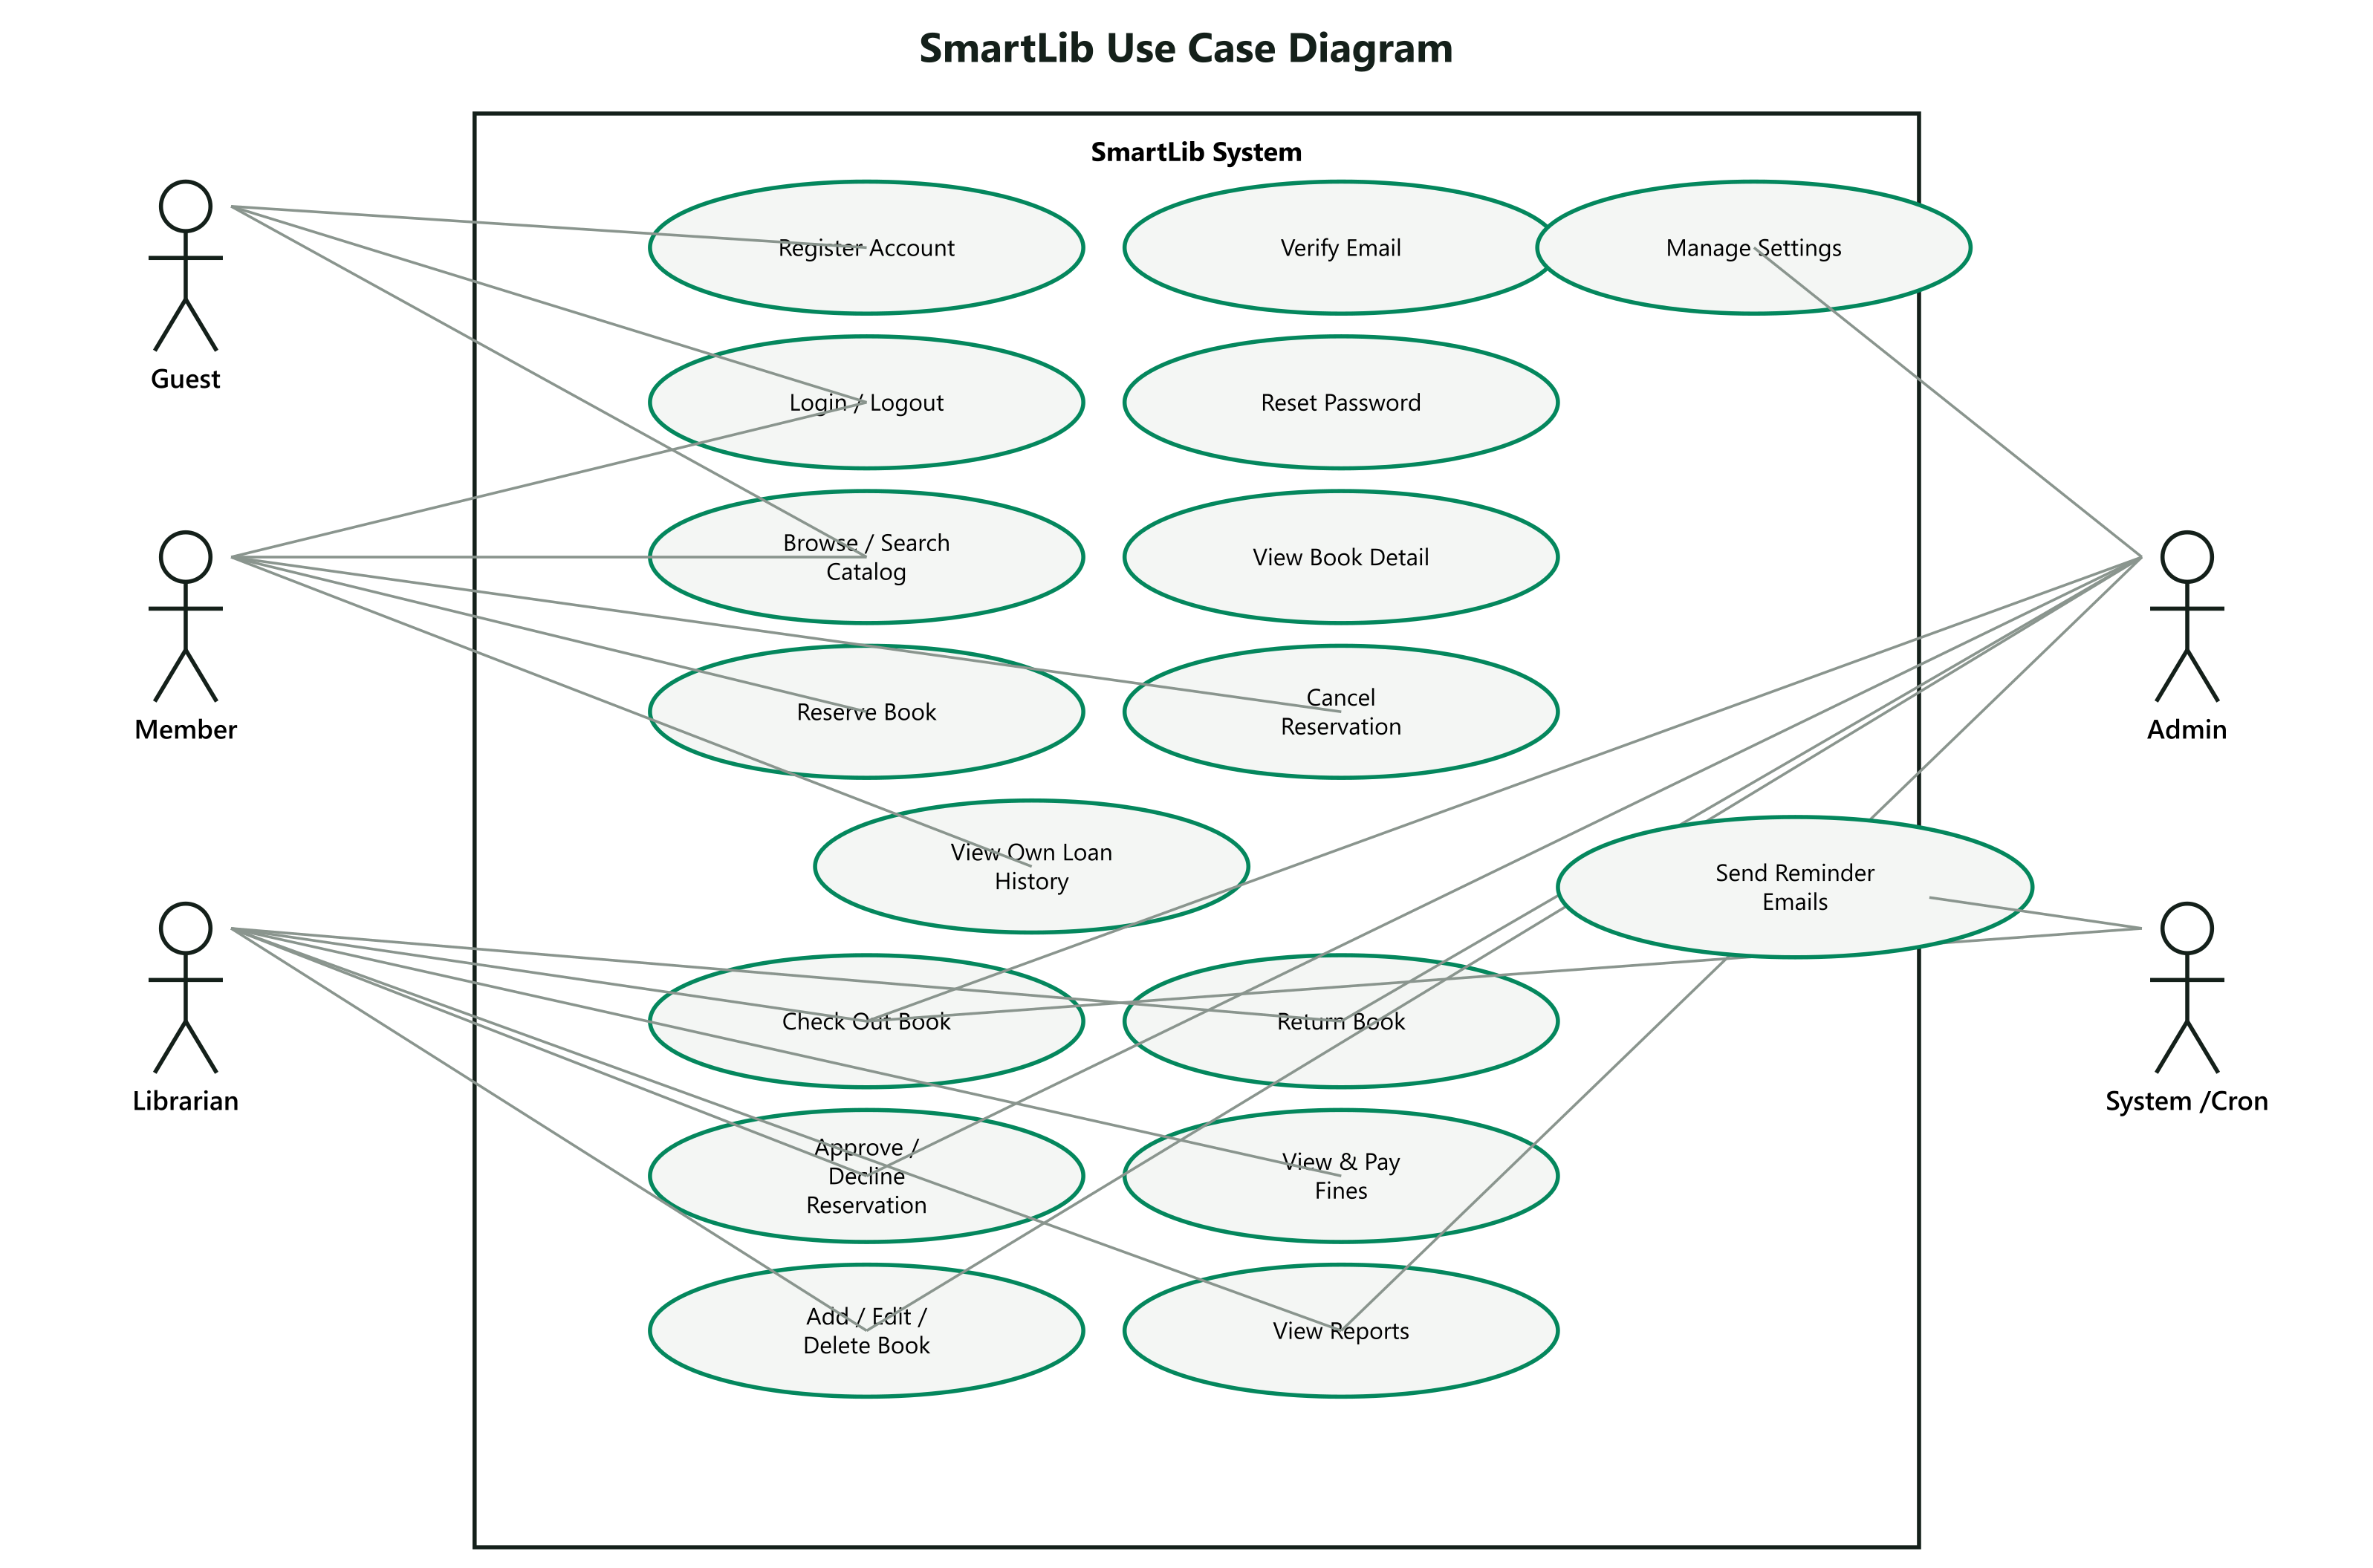 SmartLib Use Case Diagram
SmartLib System
Register Account
Verify Email
Manage Settings
Guest
Login / Logout
Reset Password
Browse / Search
Catalog
View Book Detail
Member
Reserve Book
Cancel
Reservation
Admin
View Own Loan
History
Send Reminder
Emails
Librarian
Check Out Book
Return Book
System /Cron
Approve /
Decline
Reservation
View & Pay
Fines
Add / Edit /
Delete Book
View Reports